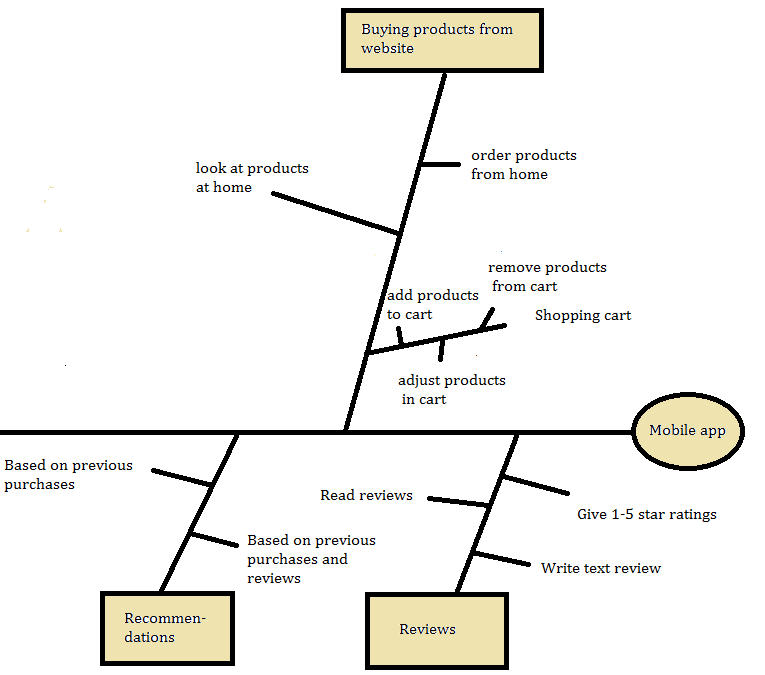 Buying products from
website
order products
from home
look at products
at home
remove products
from cart
add products
to cart
Shopping cart
adjust products
in cart
Mobile app
Based on previous
purchases
Read reviews
Give 1-5 star ratings
Based on previous
purchases and
reviews
Write text review
Recommen-
dations
Reviews